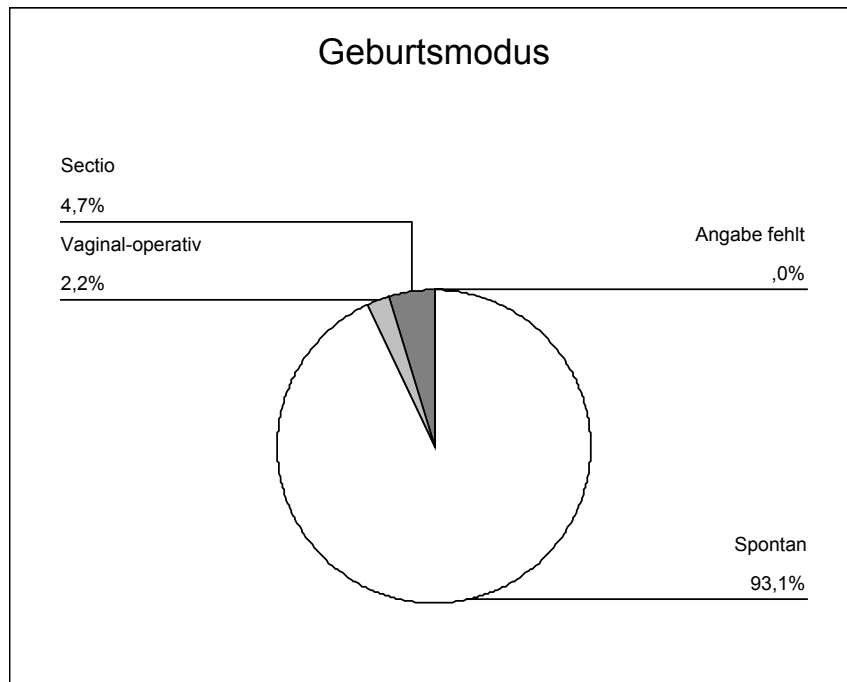 Geburtsmodus
Sectio
4,7%
Vaginal-operativ
2,2%
Angabe fehlt
,0%
Spontan
93,1%